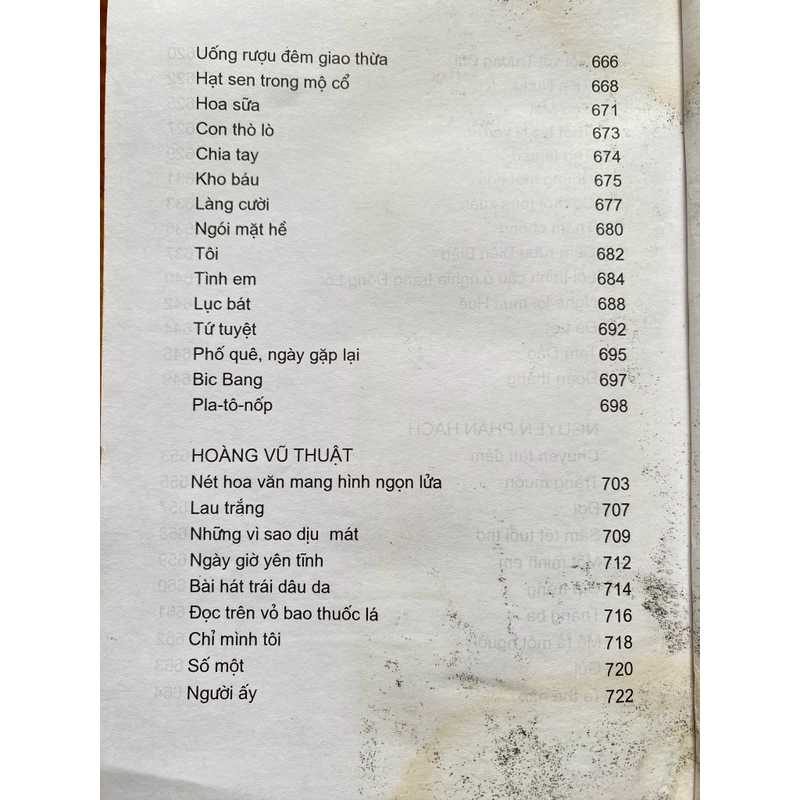 Uống rượu đêm giao thừa 666
Hạt sen trong mộ cổ 668
Hoa sữa 671
Con thò lò 673
Chia tay 674
Kho báu 675
Làng cười 677
Ngói mặt hề 680
Tôi 682
Tình em 684
Lục bát 688
Tứ tuyệt 692
Phố quê, ngày gặp lại 695
Bic Bang 697
Pla-tô-nốp 698
HOÀNG VŨ THUẬT
Nét hoa văn mang hình ngọn lửa 703
Lau trắng 707
Những vì sao dịu mát 709
Ngày giờ yên tĩnh 712
Bài hát trái dâu da 714
Đọc trên vỏ bao thuốc lá 716
Chỉ mình tôi 718
Số một 720
Người ấy 722